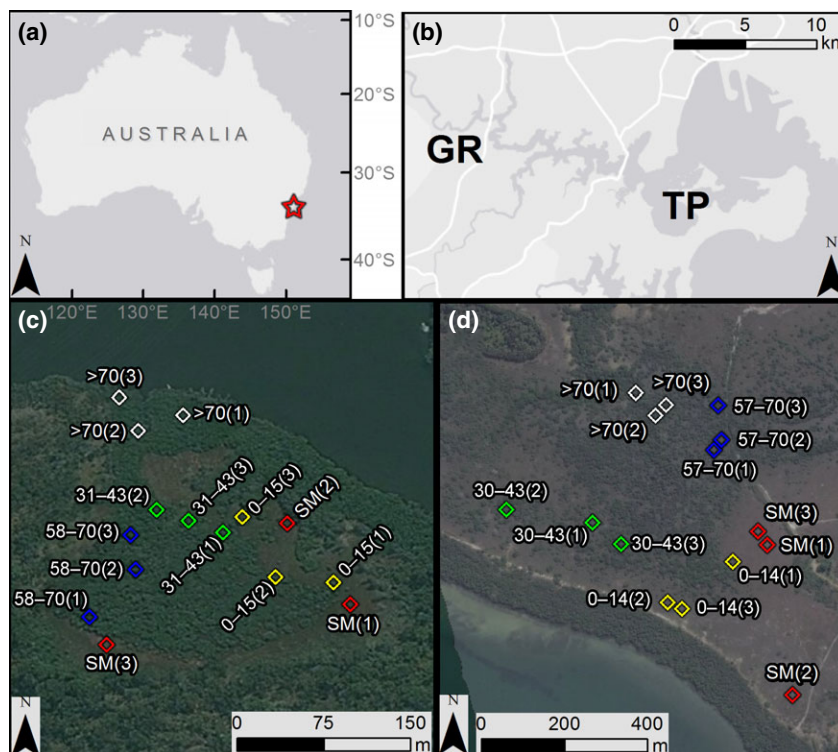 (a)
10°S
20°S
AUSTRALIA
30°S
40°S
N
120°E 130°E 140°E 150°E
(b)
0 5 10
km
GR
TP
N
(c)
>70(3)
>70(1)
>70(2)
31–43(2)
31–43(3)
0–15(3)
SM(2)
58–70(3)
31–43(1)
0–15(1)
58–70(2)
0–15(2)
58–70(1)
SM(1)
SM(3)
N
0 75 150
m
(d)
>70(1)
>70(3)
57–70(3)
>70(2)
57–70(2)
57–70(1)
30–43(2)
SM(3)
30–43(1)
30–43(3)
SM(1)
0–14(1)
0–14(2)
0–14(3)
SM(2)
N
0 200 400
m